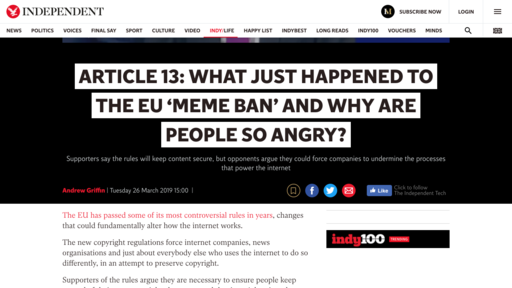 INDEPENDENT
M
SUBSCRIBE NOW
LOGIN
NEWS POLITICS VOICES FINAL SAY SPORT CULTURE VIDEO INDY/LIFE HAPPY LIST INDYBEST LONG READS INDY100 VOUCHERS MINDS
ARTICLE 13: WHAT JUST HAPPENED TO
THE EU ‘MEME BAN’ AND WHY ARE
PEOPLE SO ANGRY?
Supporters say the rules will keep content secure, but opponents argue they could force companies to undermine the processes
that power the internet
Andrew Griffin | Tuesday 26 March 2019 15:00 |
Like
Click to follow
The Independent Tech
The EU has passed some of its most controversial rules in years, changes
that could fundamentally alter how the internet works.
The new copyright regulations force internet companies, news
organisations and just about everybody else who uses the internet to do so
differently, in an attempt to preserve copyright.
Supporters of the rules argue they are necessary to ensure people keep
indy100 TRENDING